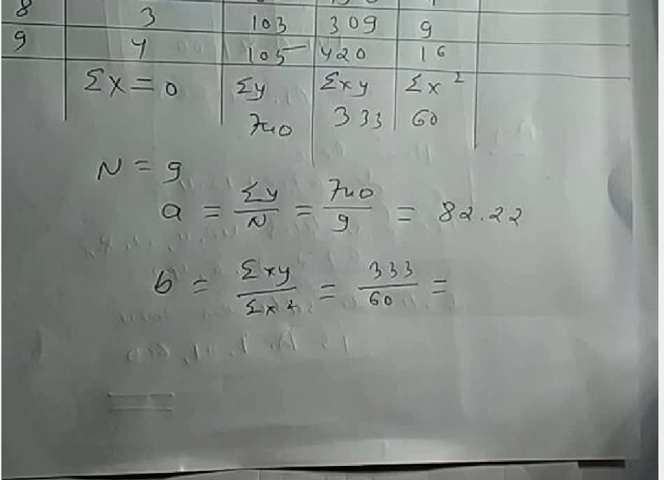 8 3 103 309 9
9 4 105 420 16
Σx = 0 Σy Σxy Σx²
740 333 60
N = 9
a = Σy/N = 740/9 = 82.22
b = Σxy/Σx² = 333/60 =